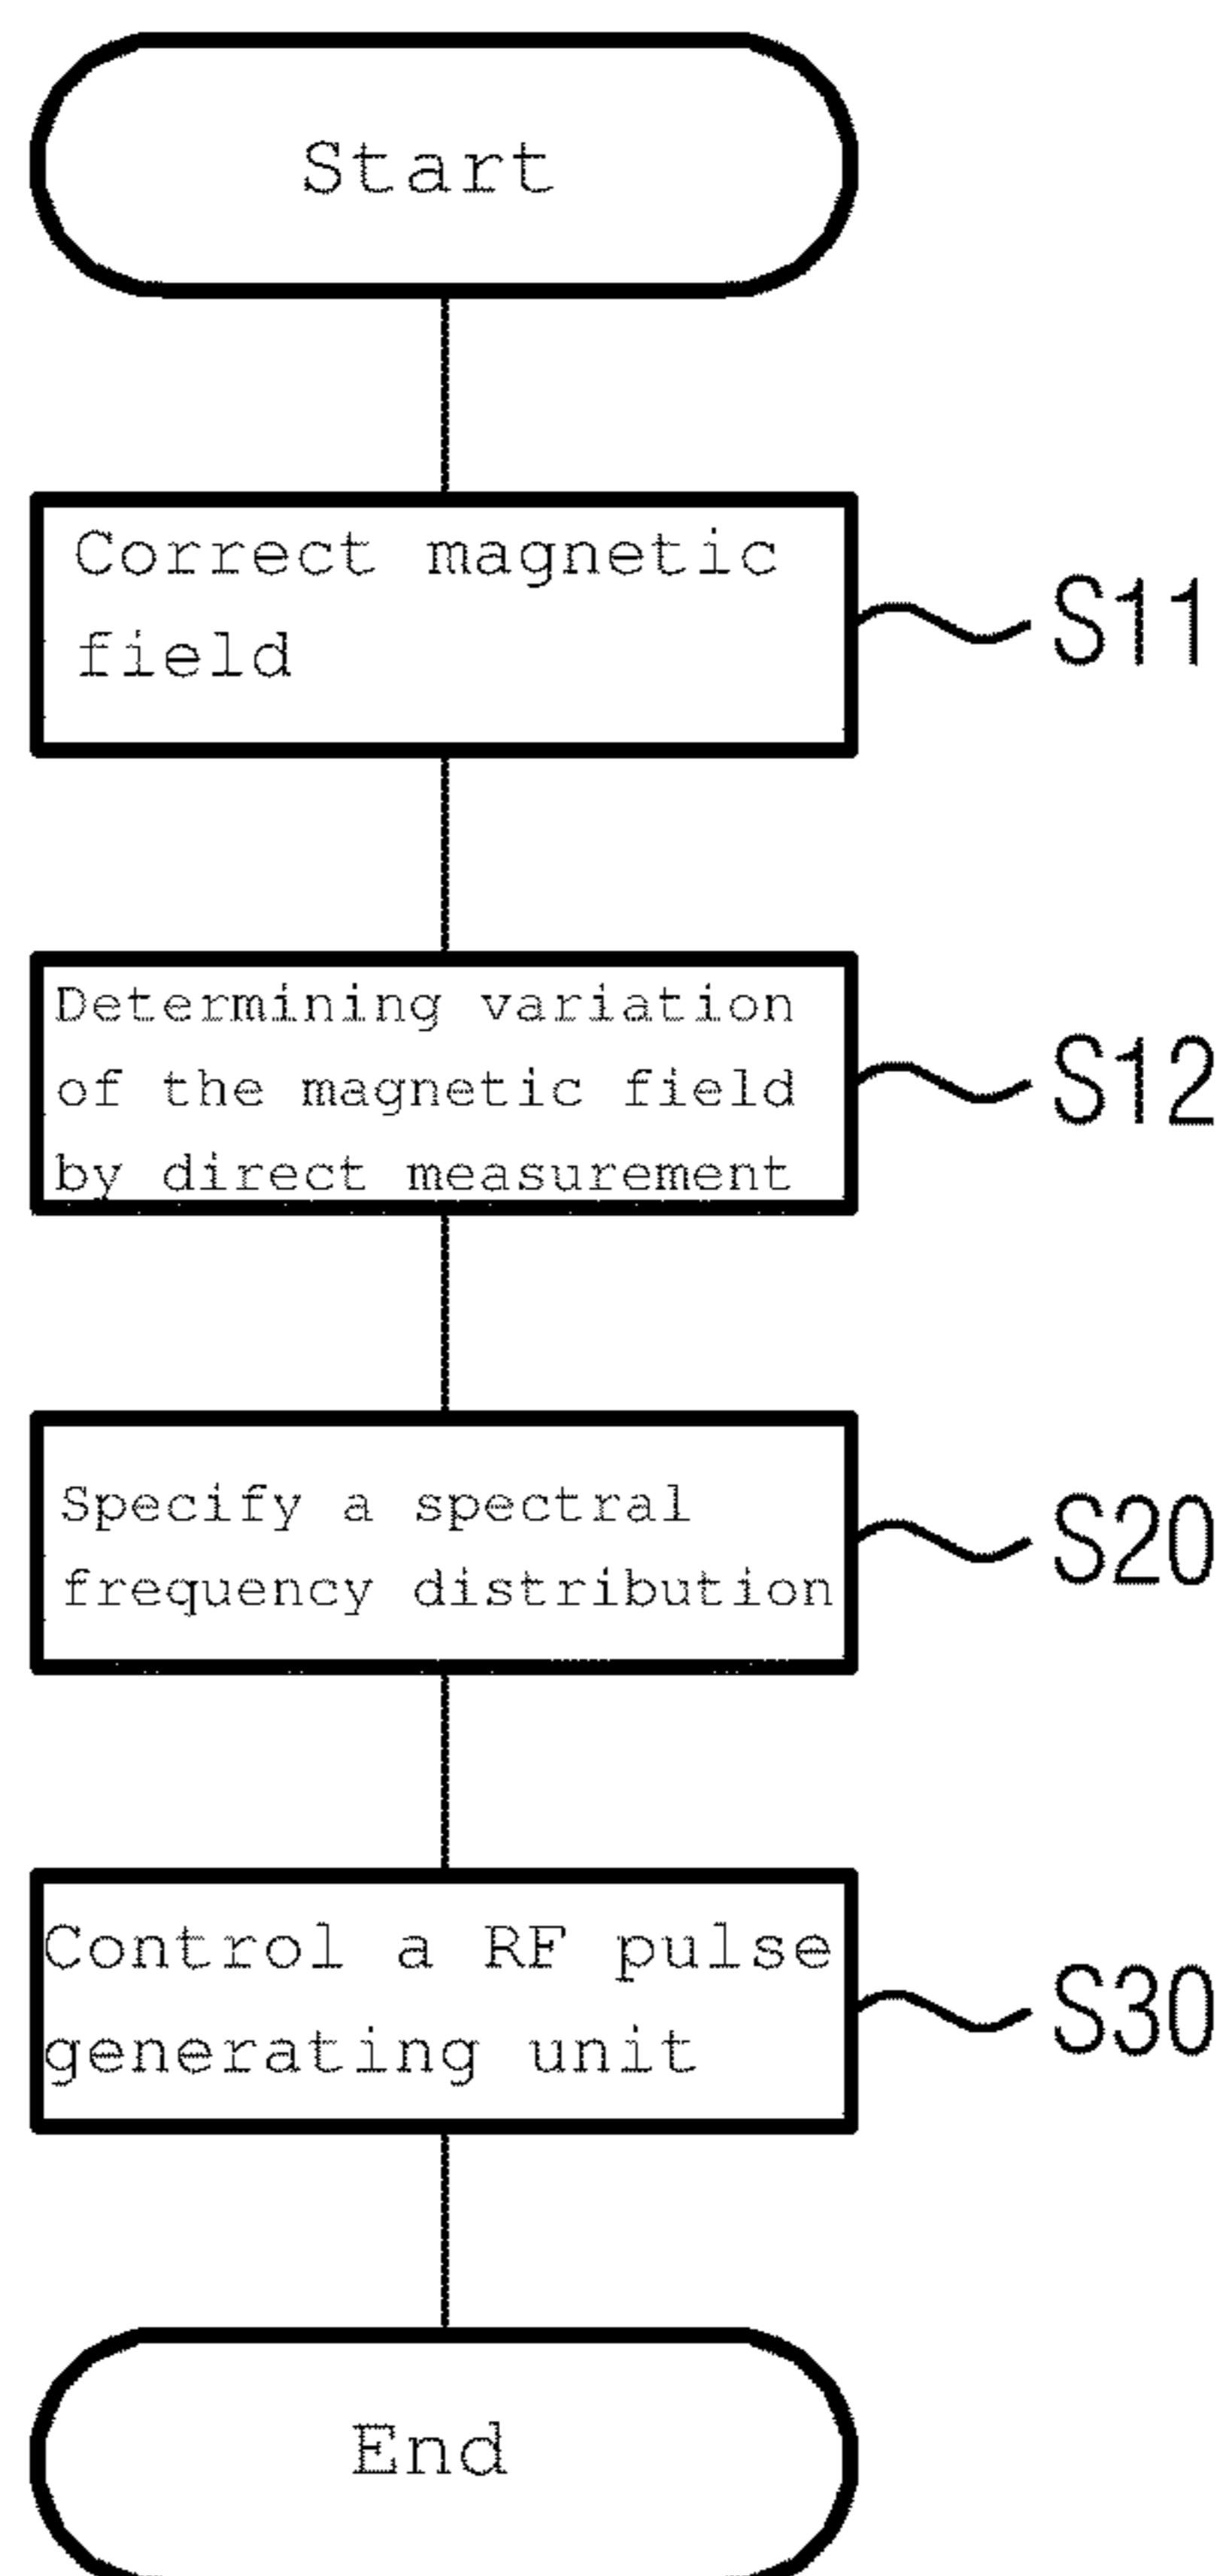 Start
Correct magnetic
field
S11
Determining variation
of the magnetic field
by direct measurement
S12
Specify a spectral
frequency distribution
S20
Control a RF pulse
generating unit
S30
End